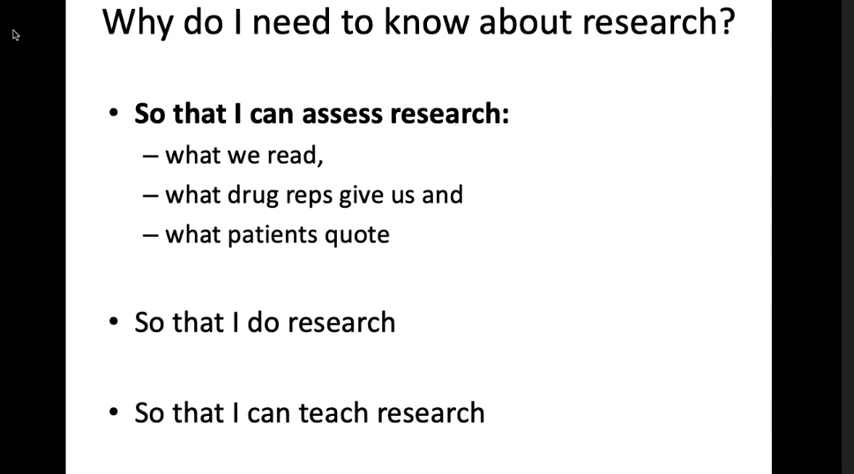 Why do I need to know about research?
• So that I can assess research:
– what we read,
– what drug reps give us and
– what patients quote
• So that I do research
• So that I can teach research